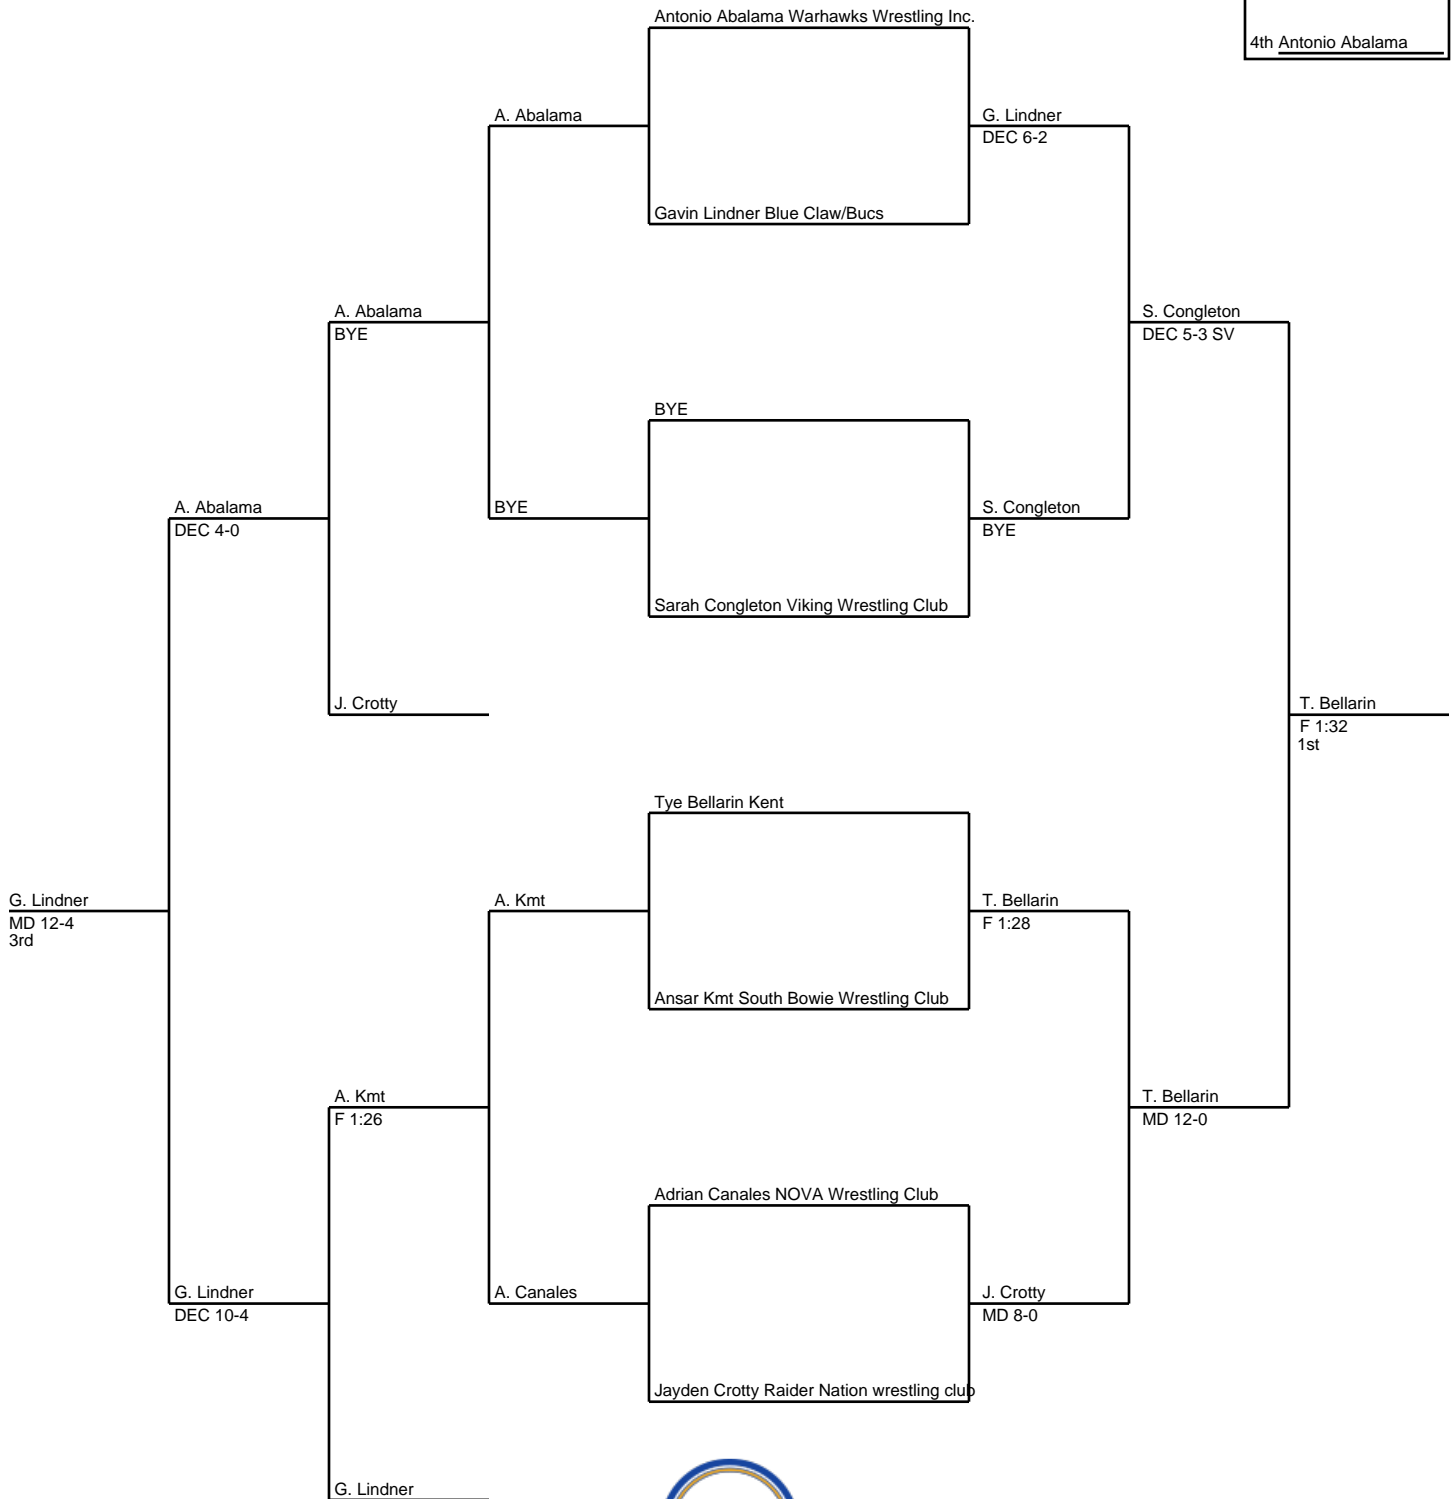 Antonio Abalama Warhawks Wrestling Inc.
4th Antonio Abalama
A. Abalama
G. Lindner
DEC 6-2
Gavin Lindner Blue Claw/Bucs
A. Abalama
BYE
S. Congleton
DEC 5-3 SV
BYE
A. Abalama
DEC 4-0
BYE
S. Congleton
BYE
Sarah Congleton Viking Wrestling Club
J. Crotty
T. Bellarin
F 1:32
1st
Tye Bellarin Kent
G. Lindner
MD 12-4
3rd
A. Kmt
T. Bellarin
F 1:28
Ansar Kmt South Bowie Wrestling Club
A. Kmt
F 1:26
T. Bellarin
MD 12-0
Adrian Canales NOVA Wrestling Club
G. Lindner
DEC 10-4
A. Canales
J. Crotty
MD 8-0
Jayden Crotty Raider Nation wrestling club
G. Lindner